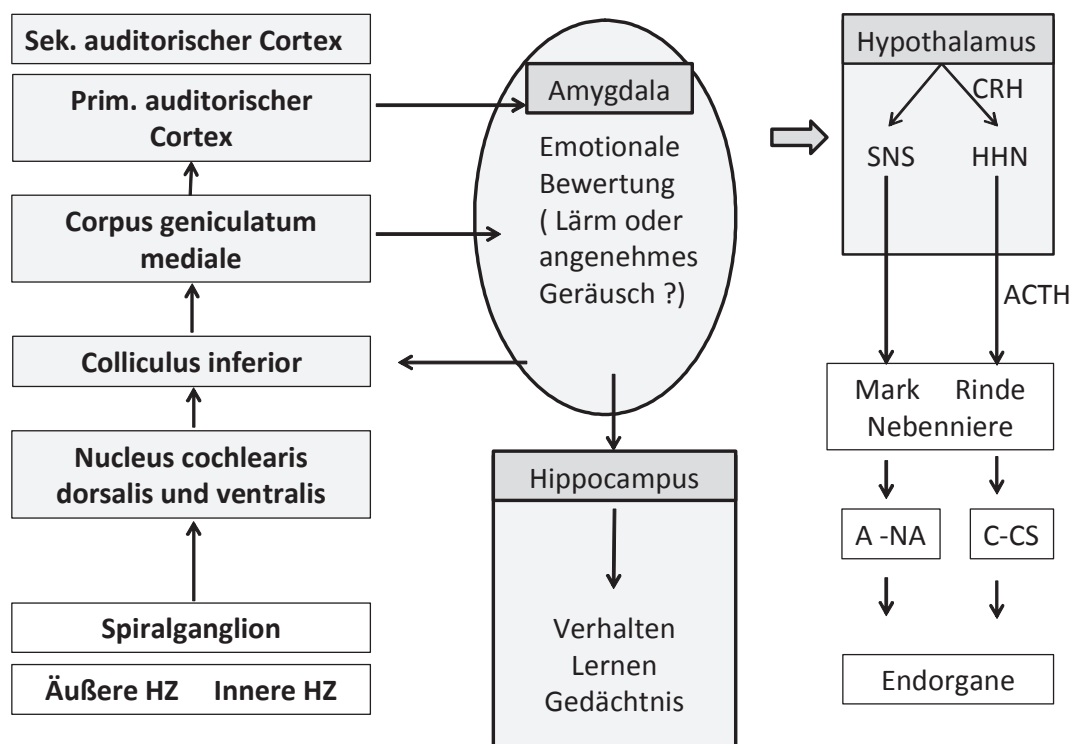 Sek. auditorischer Cortex
Prim. auditorischer
Cortex
Corpus geniculatum
mediale
Colliculus inferior
Nucleus cochlearis
dorsalis und ventralis
Spiralganglion
Äußere HZ Innere HZ
Amygdala
Emotionale
Bewertung
( Lärm oder
angenehmes
Geräusch ?)
Hippocampus
Verhalten
Lernen
Gedächtnis
Hypothalamus
CRH
SNS HHN
ACTH
Mark Rinde
Nebenniere
A -NA C-CS
Endorgane